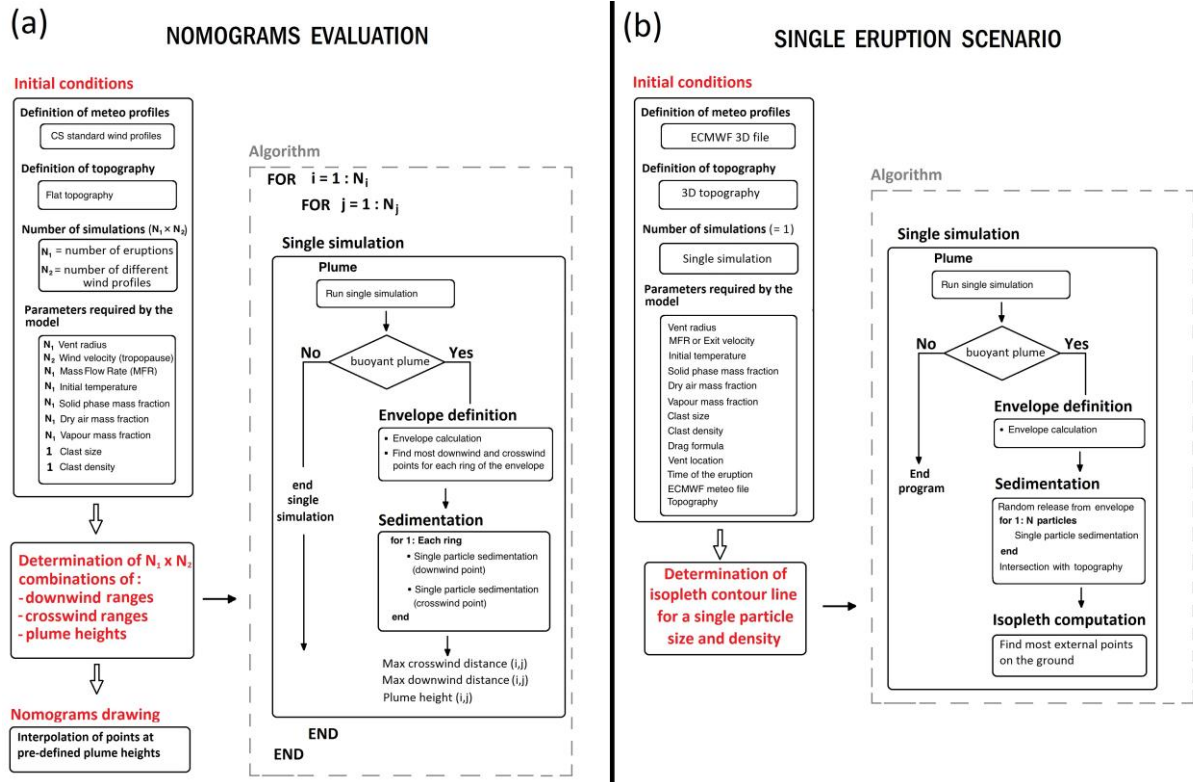 (a)
NOMOGRAMS EVALUATION
Initial conditions
Definition of meteo profiles
CS standard wind profiles
Definition of topography
Flat topography
Number of simulations (N₁ x N₂)
N₁ = number of eruptions
N₂ = number of different
wind profiles
Parameters required by the
model
N₁ Vent radius
N₂ Wind velocity (tropopause)
N₁ Mass Flow Rate (MFR)
N₁ Initial temperature
N₁ Solid phase mass fraction
N₁ Dry air mass fraction
N₁ Vapour mass fraction
1 Clast size
1 Clast density
Determination of N₁ x N₂
combinations of :
- downwind ranges
- crosswind ranges
- plume heights
Nomograms drawing
Interpolation of points at
pre-defined plume heights
Algorithm
FOR i = 1 : Nᵢ
FOR j = 1 : Nⱼ
Single simulation
Plume
Run single simulation
No
buoyant plume
Yes
end
single
simulation
Envelope definition
• Envelope calculation
• Find most downwind and crosswind
points for each ring of the envelope
Sedimentation
for 1: Each ring
• Single particle sedimentation
(downwind point)
• Single particle sedimentation
(crosswind point)
end
Max crosswind distance (i,j)
Max downwind distance (i,j)
Plume height (i,j)
END
END
(b)
SINGLE ERUPTION SCENARIO
Initial conditions
Definition of meteo profiles
ECMWF 3D file
Definition of topography
3D topography
Number of simulations (= 1)
Single simulation
Parameters required by the
model
Vent radius
MFR or Exit velocity
Initial temperature
Solid phase mass fraction
Dry air mass fraction
Vapour mass fraction
Clast size
Clast density
Drag formula
Vent location
Time of the eruption
ECMWF meteo file
Topography
Determination of
isopleth contour line
for a single particle
size and density
Algorithm
Single simulation
Plume
Run single simulation
No
buoyant plume
Yes
End
program
Envelope definition
• Envelope calculation
Sedimentation
Random release from envelope
for 1: N particles
Single particle sedimentation
end
Intersection with topography
Isopleth computation
Find most external points
on the ground